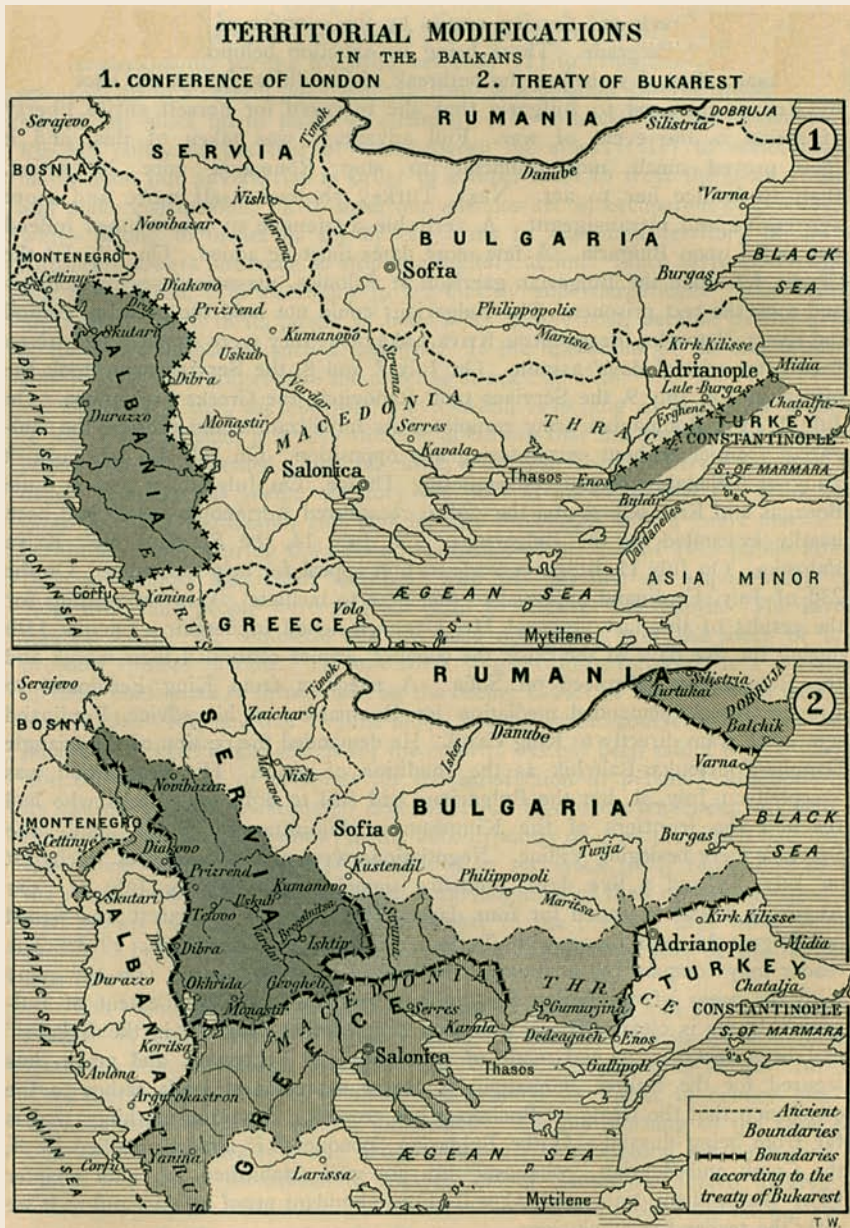 TERRITORIAL MODIFICATIONS
IN THE BALKANS
1. CONFERENCE OF LONDON 2. TREATY OF BUKAREST
1
Serajevo
BOSNIA
SERVIA
Timok
RUMANIA
Silistria
DOBRUJA
Danube
Nish
Morava
Novibazar
Varna
MONTENEGRO
Cettinye
BULGARIA
Sofia
Burgas
BLACK
SEA
Diakovo
Drin
Prizrend
Skutari
Kumanovo
Uskub
Philippopolis
Maritsa
Kirk Kilisse
Adrianople
Midia
ADRIATIC SEA
ALBANIA
Dibra
Durazzo
Vardar
Struma
Monastir
MACEDONIA
Serres
Kavala
THRACE
Lule-Burgas
Erghene
Chatalja
TURKEY
CONSTANTINOPLE
Salonica
Thasos
Enos
S. OF MARMARA
Bulair
Dardanelles
IONIAN SEA
Corfu
EPIRUS
Yanina
GREECE
Volo
ÆGEAN SEA
ASIA MINOR
Mytilene
2
Serajevo
BOSNIA
SERVIA
Zaichar
Timok
RUMANIA
Silistria
Turtukai
DOBRUJA
Baltchik
Danube
Isker
Morava
Nish
Novibazar
Varna
MONTENEGRO
Cettinye
BULGARIA
Sofia
BLACK
SEA
Burgas
Tunja
Diakovo
Kustendil
Philippopoli
Maritsa
Prizrend
Kumanovo
Skutari
Uskub
Tetovo
Bregalnitsa
Ishtip
Struma
Kirk Kilisse
Adrianople
Midia
ADRIATIC SEA
ALBANIA
Drin
Dibra
Vardar
Durazzo
Okhrida
Gevgheli
Monastir
MACEDONIA
Serres
Kavala
THRACE
Gumurjina
TURKEY
Chatalja
CONSTANTINOPLE
S. OF MARMARA
Dedeagach
Enos
Koritsa
Salonica
Thasos
Gallipoli
Avlona
Argyrokastron
GREECE
IONIAN SEA
Corfu
EPIRUS
Yanina
Larissa
ÆGEAN SEA
Mytilene
Ancient
Boundaries
Boundaries
according to the
treaty of Bukarest
T. W.